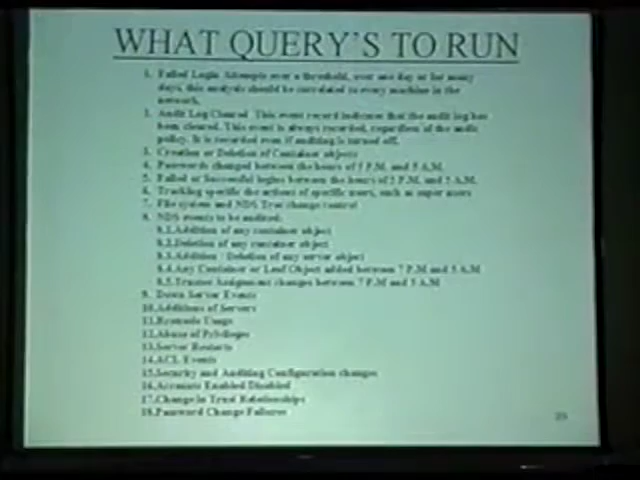 WHAT QUERY'S TO RUN
1. Failed Login Attempts over a threshold, over one day or for many
days, this analysis should be correlated to every machine in the
network.
2. Audit Log Cleared. This event record indicates that the audit log has
been cleared. This event is always recorded, regardless of the audit
policy. It is recorded even if auditing is turned off.
3. Creation or Deletion of Container objects
4. Passwords changed between the hours of 5 P.M. and 5 A.M.
5. Failed or Successful logins between the hours of 5 P.M. and 5 A.M.
6. Tracking specific the actions of specific users, such as super users
7. File system and NDS Tree change control
8. NDS events to be audited:
8.1. Addition of any container object
8.2. Deletion of any container object
8.3. Addition / Deletion of any server object
8.4. Any Container or Leaf Object added between 7 P.M and 5 A.M
8.5. Trustee Assignment changes between 7 P.M and 5 A.M
9. Down Server Events
10. Additions of Servers
11. Usage
12. Abuse of Privileges
13. Server Restarts
14. ACL Events
15. Security and Auditing Configuration changes
16. Accounts Enabled Disabled
17. Change In Trust Relationships
18. Password Change Failures